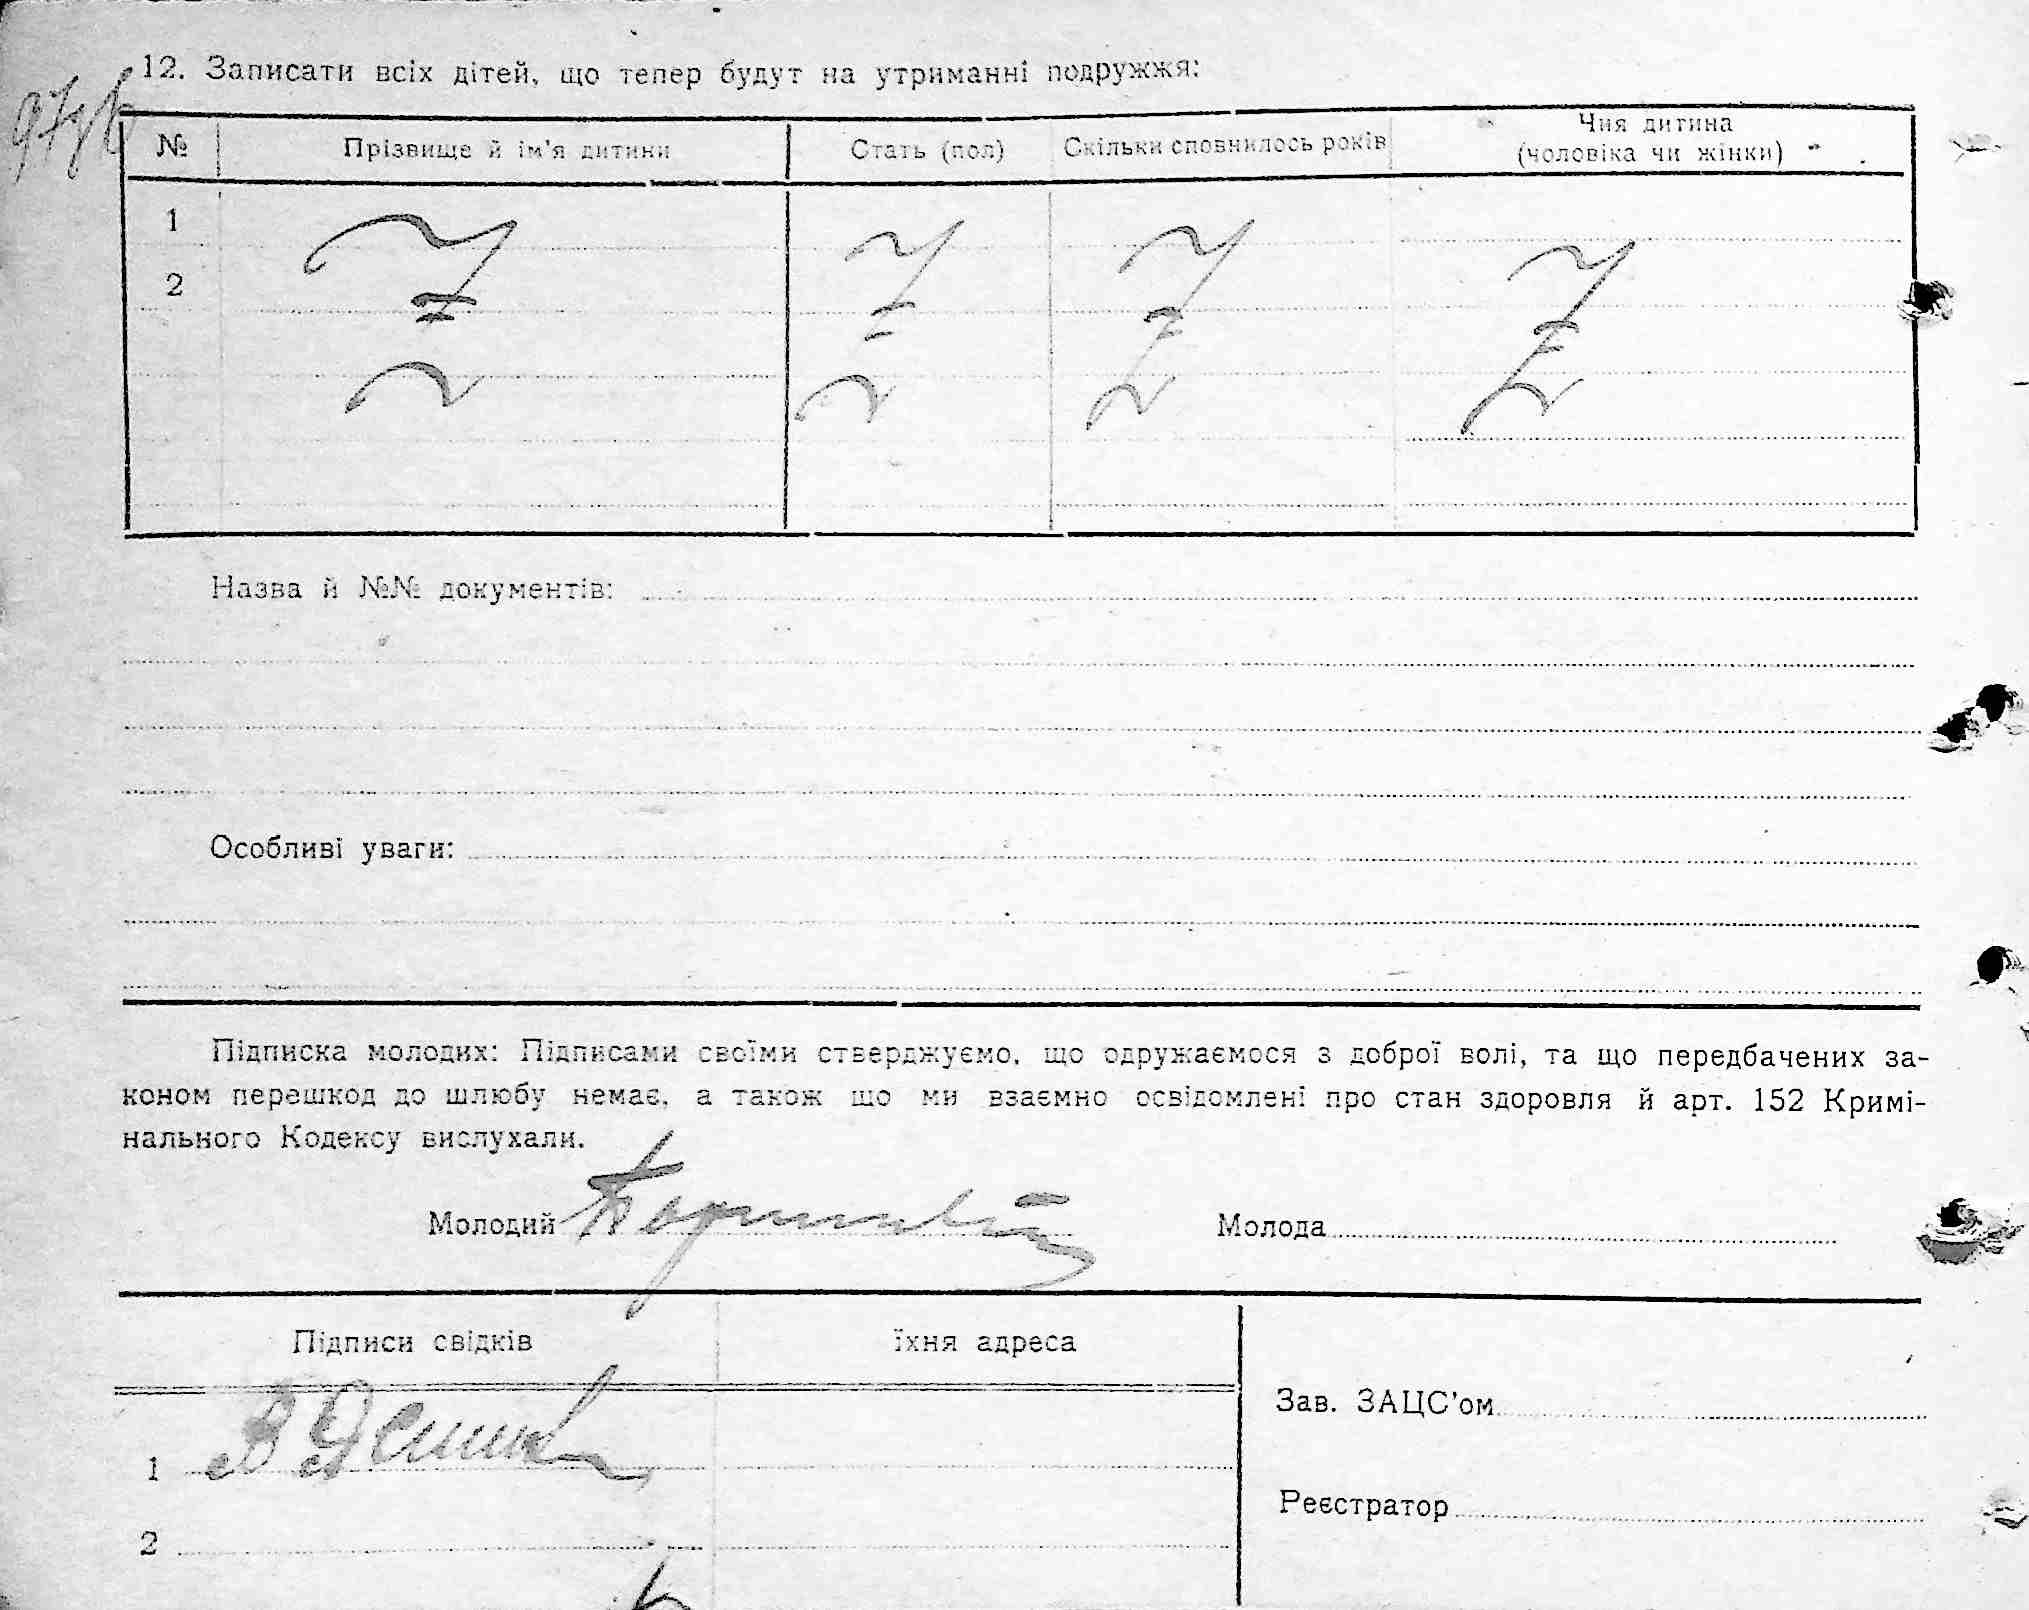 12. Записати всіх дітей, що тепер будут на утриманні подружжя:
№ Прізвище й ім'я дитини Стать (пол) Скільки сповнилось років Чия дитина (чоловіка чи жінки)
1
2
Назва й №№ документів:
Особливі уваги:
Підписка молодих: Підписами своїми стверджуємо, що одружаємося з доброї волі, та що передбачених за-
коном перешкод до шлюбу немає, а також що ми взаємно освідомлені про стан здоровля й арт. 152 Кримі-
нального Кодексу вислухали.
Молодий Молода
Підписи свідків їхня адреса
Зав. ЗАЦС'ом
1
Реєстратор
2